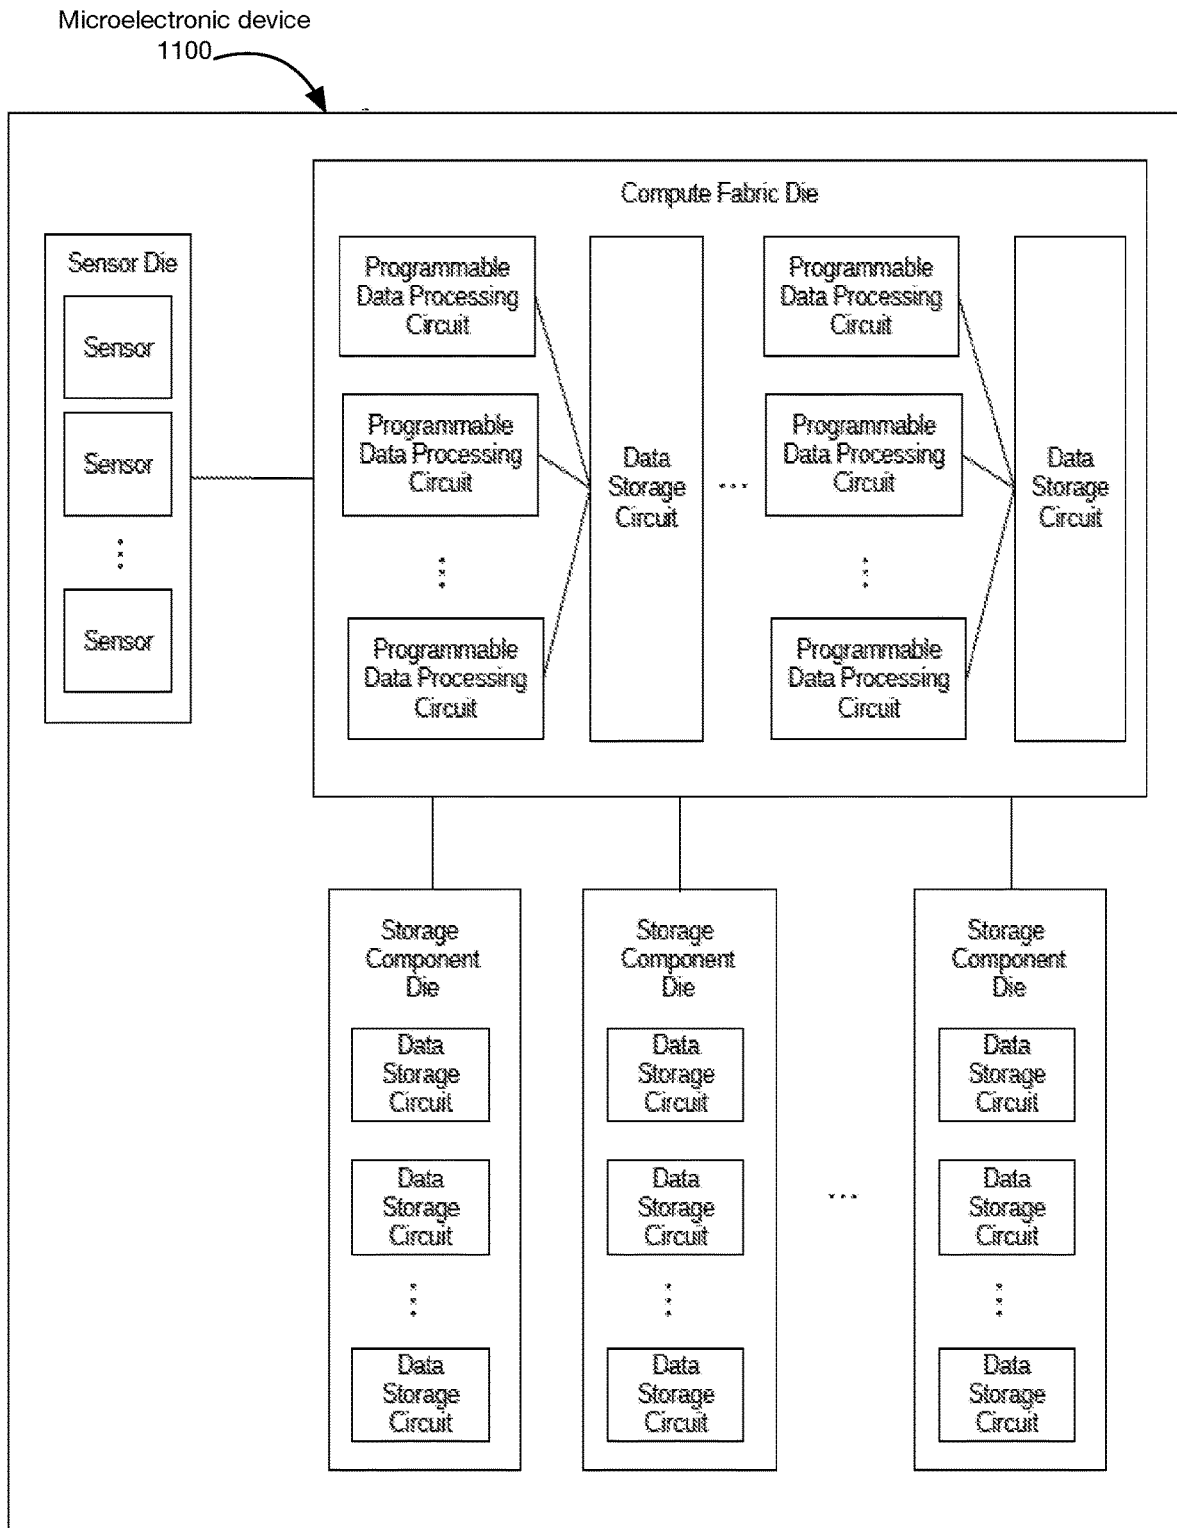 Microelectronic device
1100
Compute Fabric Die
Sensor Die
Sensor
Sensor
Sensor
Programmable
Data Processing
Circuit
Programmable
Data Processing
Circuit
Programmable
Data Processing
Circuit
Data
Storage
Circuit
...
Programmable
Data Processing
Circuit
Programmable
Data Processing
Circuit
Programmable
Data Processing
Circuit
Data
Storage
Circuit
Storage
Component
Die
Data
Storage
Circuit
Data
Storage
Circuit
Data
Storage
Circuit
Storage
Component
Die
Data
Storage
Circuit
Data
Storage
Circuit
Data
Storage
Circuit
...
Storage
Component
Die
Data
Storage
Circuit
Data
Storage
Circuit
Data
Storage
Circuit